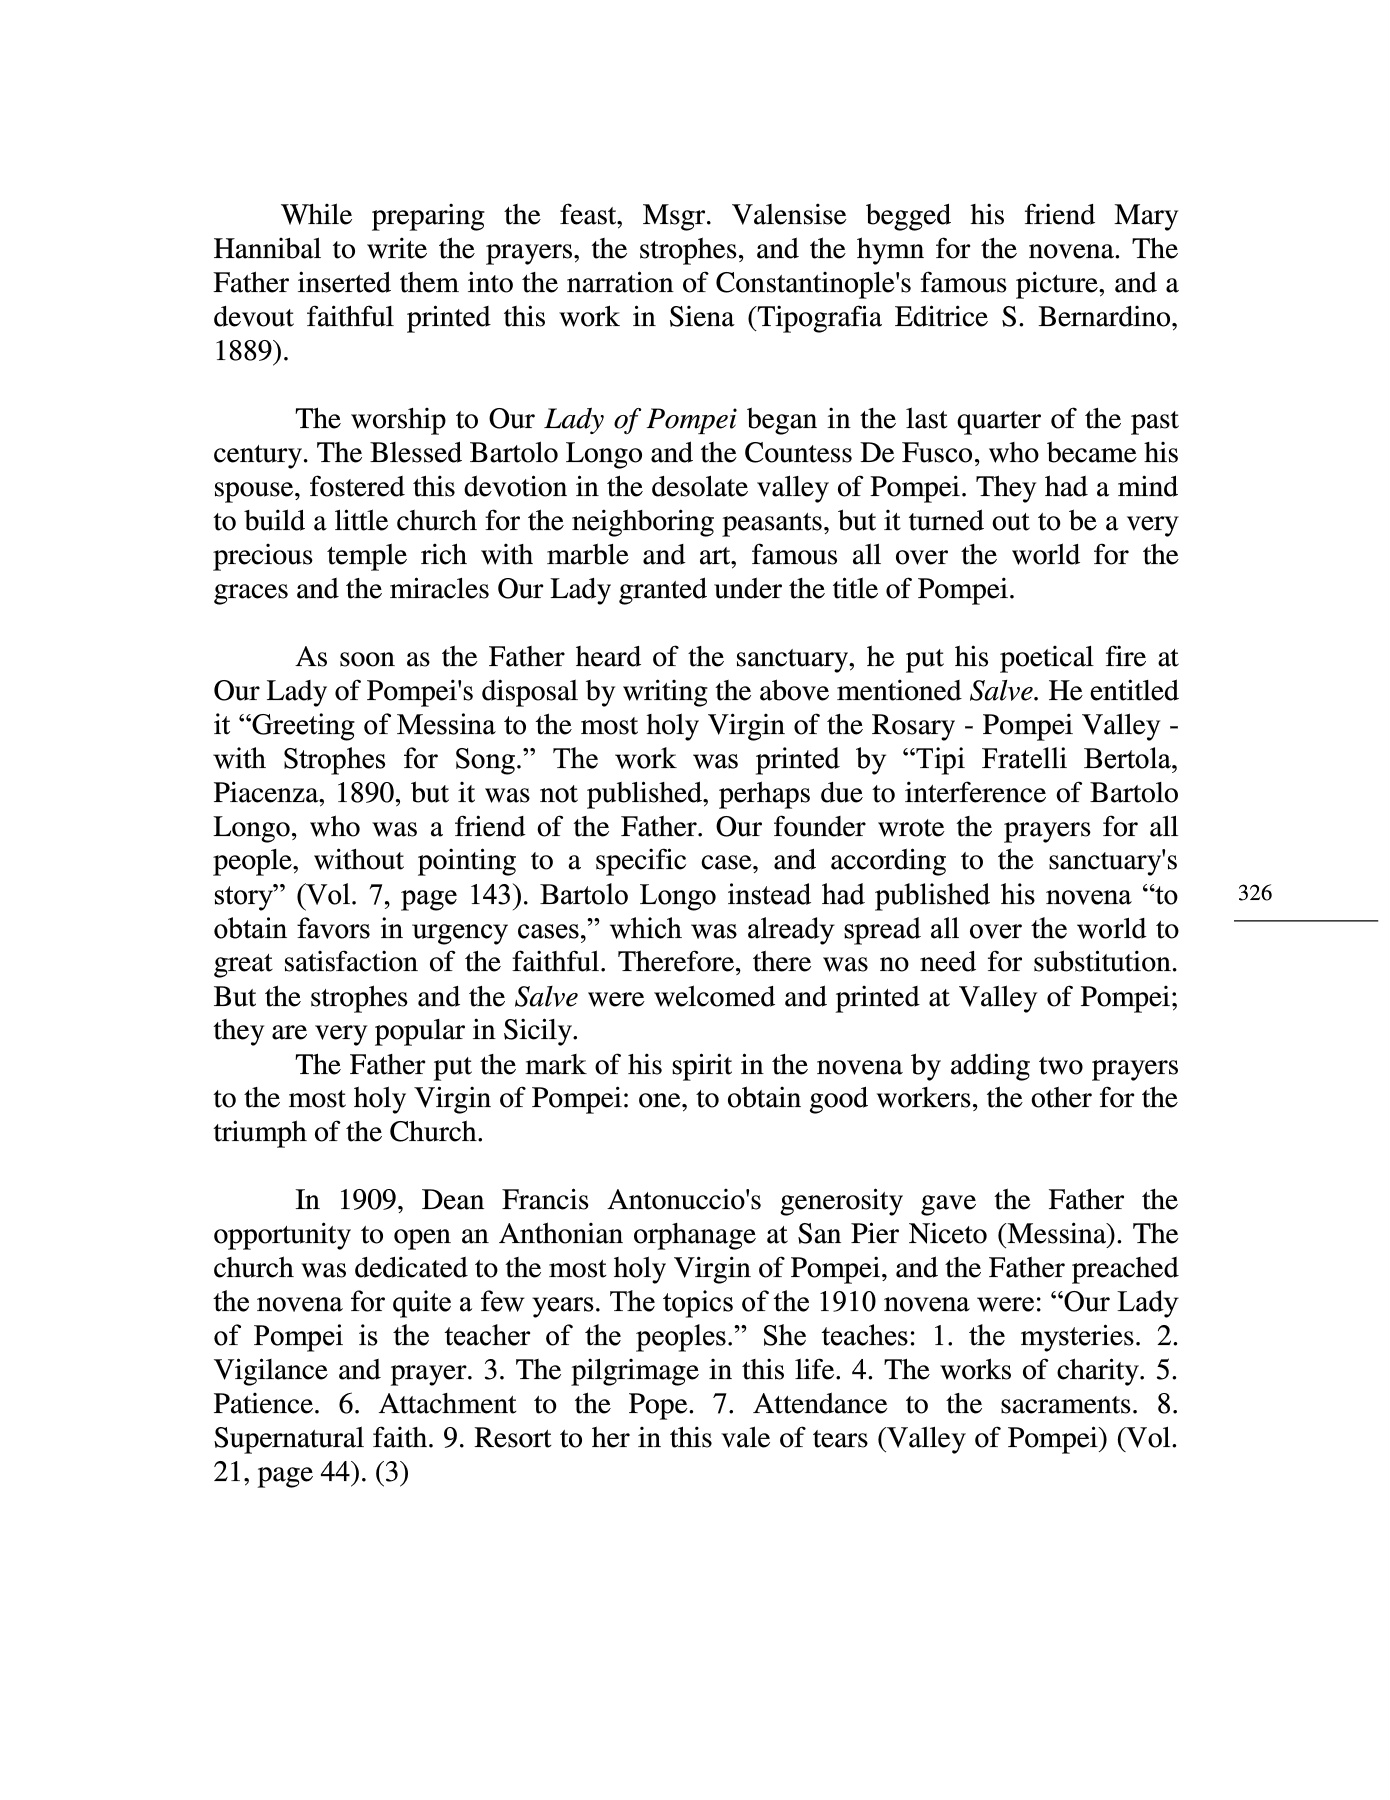 While preparing the feast, Msgr. Valensise begged his friend Mary
Hannibal to write the prayers, the strophes, and the hymn for the novena. The
Father inserted them into the narration of Constantinople's famous picture, and a
devout faithful printed this work in Siena (Tipografia Editrice S. Bernardino,
1889).
The worship to Our Lady of Pompei began in the last quarter of the past
century. The Blessed Bartolo Longo and the Countess De Fusco, who became his
spouse, fostered this devotion in the desolate valley of Pompei. They had a mind
to build a little church for the neighboring peasants, but it turned out to be a very
precious temple rich with marble and art, famous all over the world for the
graces and the miracles Our Lady granted under the title of Pompei.
As soon as the Father heard of the sanctuary, he put his poetical fire at
Our Lady of Pompei's disposal by writing the above mentioned Salve. He entitled
it “Greeting of Messina to the most holy Virgin of the Rosary - Pompei Valley -
with Strophes for Song.” The work was printed by “Tipi Fratelli Bertola,
Piacenza, 1890, but it was not published, perhaps due to interference of Bartolo
Longo, who was a friend of the Father. Our founder wrote the prayers for all
people, without pointing to a specific case, and according to the sanctuary's
story” (Vol. 7, page 143). Bartolo Longo instead had published his novena “to
obtain favors in urgency cases,” which was already spread all over the world to
great satisfaction of the faithful. Therefore, there was no need for substitution.
But the strophes and the Salve were welcomed and printed at Valley of Pompei;
they are very popular in Sicily.
The Father put the mark of his spirit in the novena by adding two prayers
to the most holy Virgin of Pompei: one, to obtain good workers, the other for the
triumph of the Church.
In 1909, Dean Francis Antonuccio's generosity gave the Father the
opportunity to open an Anthonian orphanage at San Pier Niceto (Messina). The
church was dedicated to the most holy Virgin of Pompei, and the Father preached
the novena for quite a few years. The topics of the 1910 novena were: “Our Lady
of Pompei is the teacher of the peoples.” She teaches: 1. the mysteries. 2.
Vigilance and prayer. 3. The pilgrimage in this life. 4. The works of charity. 5.
Patience. 6. Attachment to the Pope. 7. Attendance to the sacraments. 8.
Supernatural faith. 9. Resort to her in this vale of tears (Valley of Pompei) (Vol.
21, page 44). (3)
326